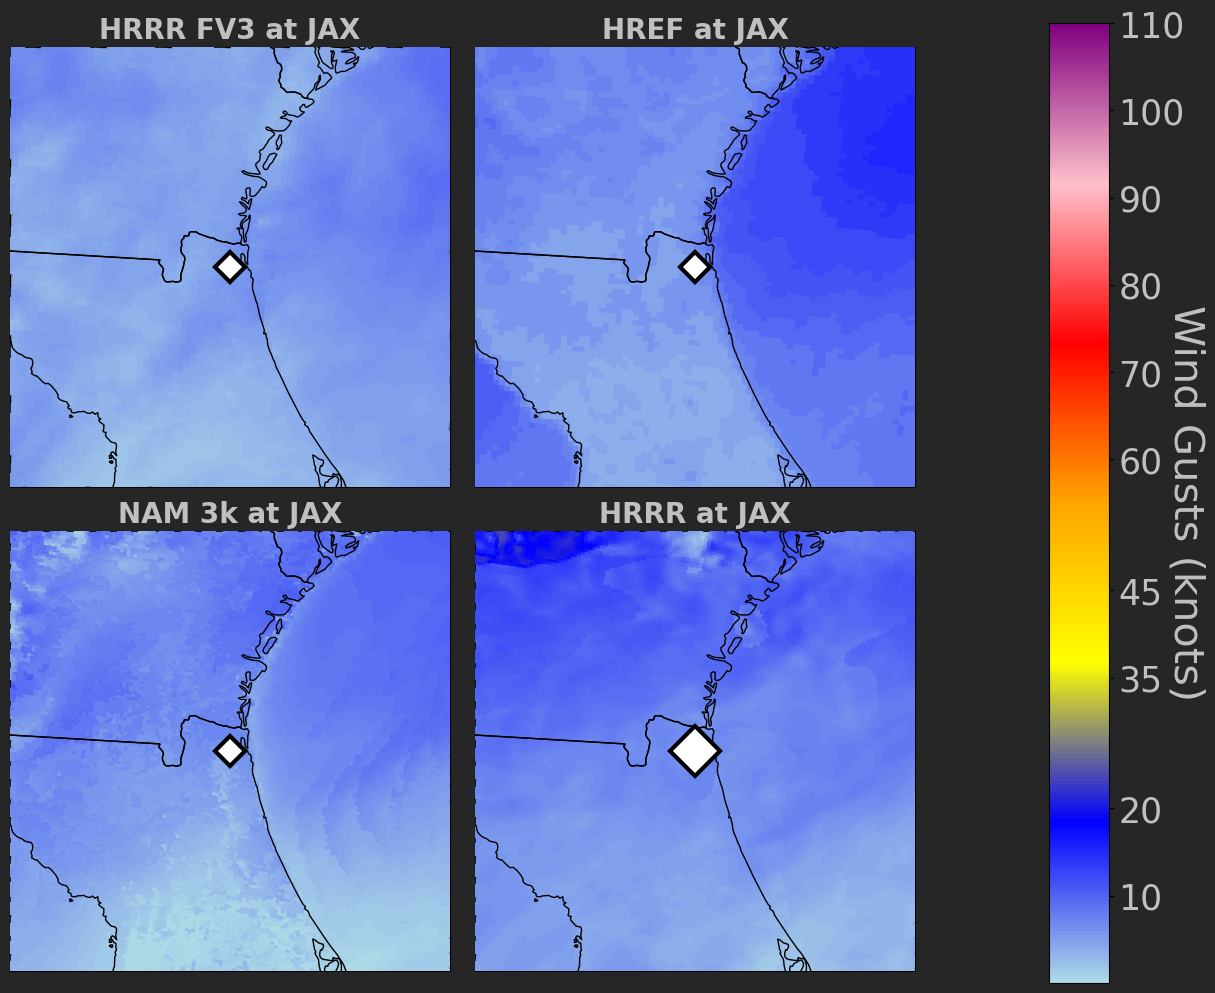 HRRR FV3 at JAX
HREF at JAX
NAM 3k at JAX
HRRR at JAX
110
100
90
80
70
60
45
35
20
10
Wind Gusts (knots)